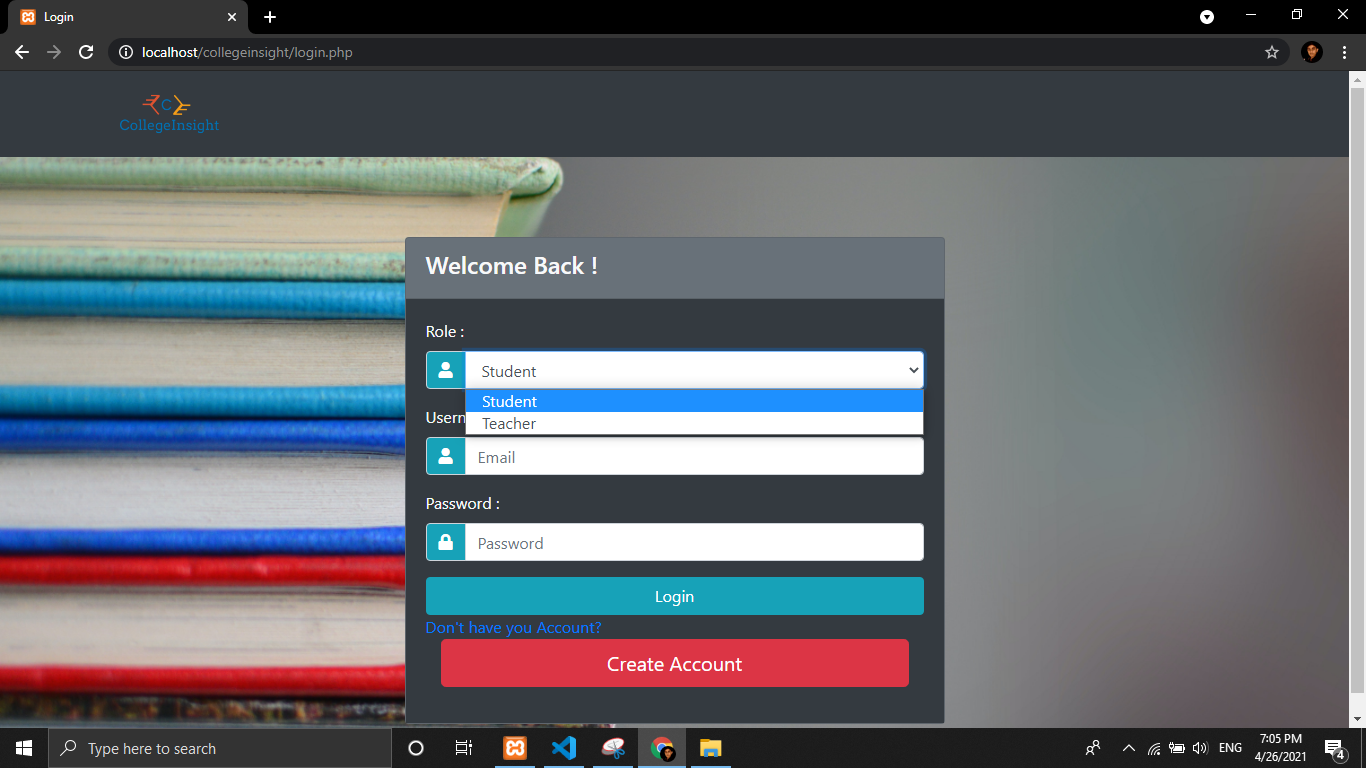 Login
localhost/collegeinsight/login.php
C
CollegeInsight
Welcome Back !
Role :
Student
Student
Teacher
Usern
Email
Password :
Password
Login
Don't have you Account?
Create Account
Type here to search
ENG
7:05 PM
4/26/2021
4